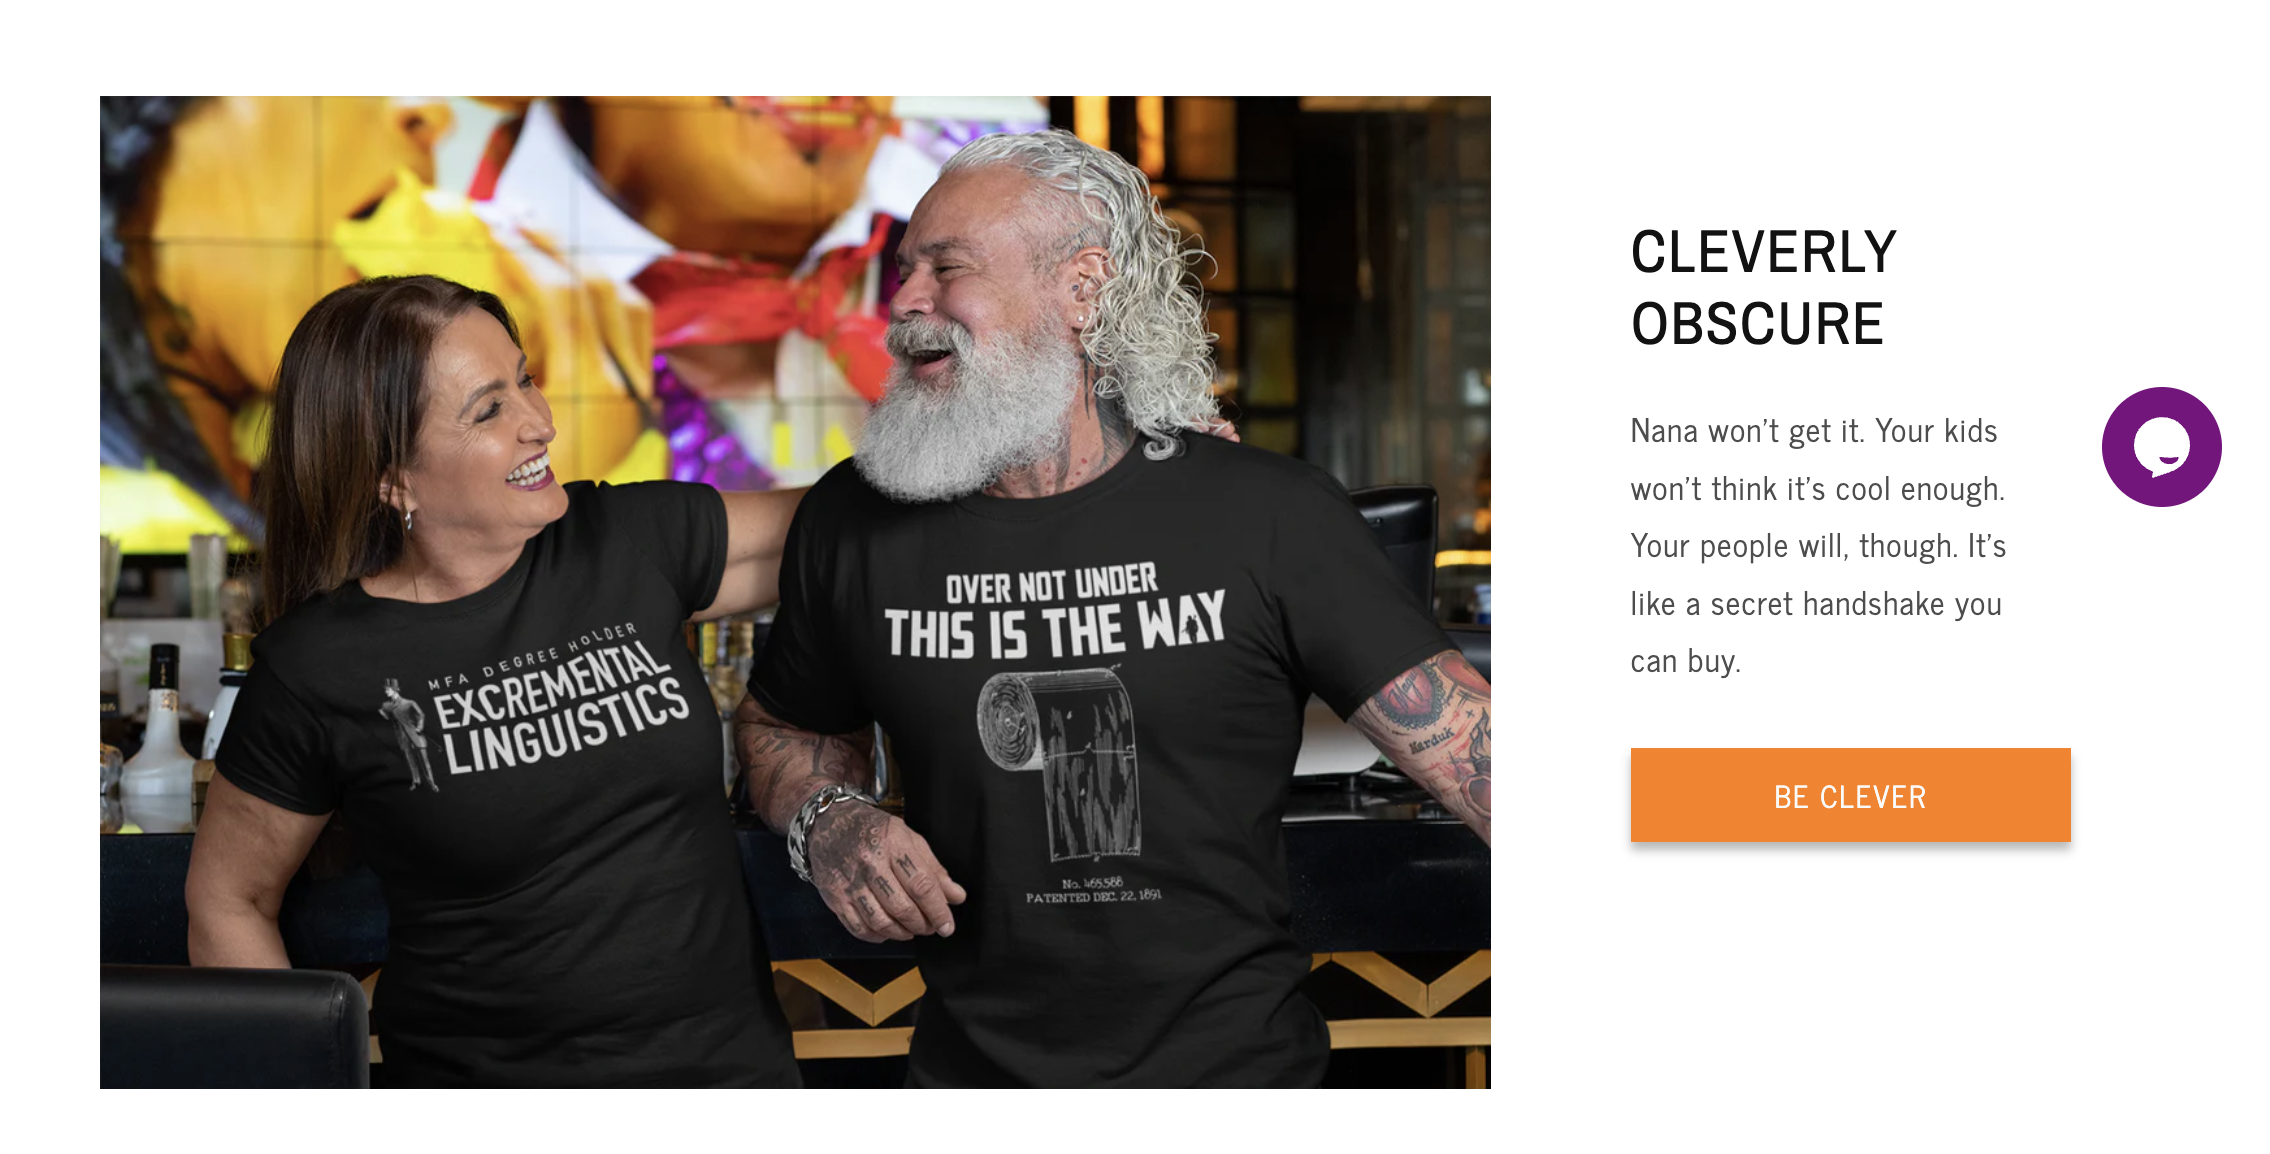 MFA DEGREE HOLDER
EXCREMENTAL
LINGUISTICS
OVER NOT UNDER
THIS IS THE WAY
No. 465,588
PATENTED DEC. 22, 1891
Marduk
CLEVERLY
OBSCURE
Nana won’t get it. Your kids
won’t think it’s cool enough.
Your people will, though. It’s
like a secret handshake you
can buy.
BE CLEVER